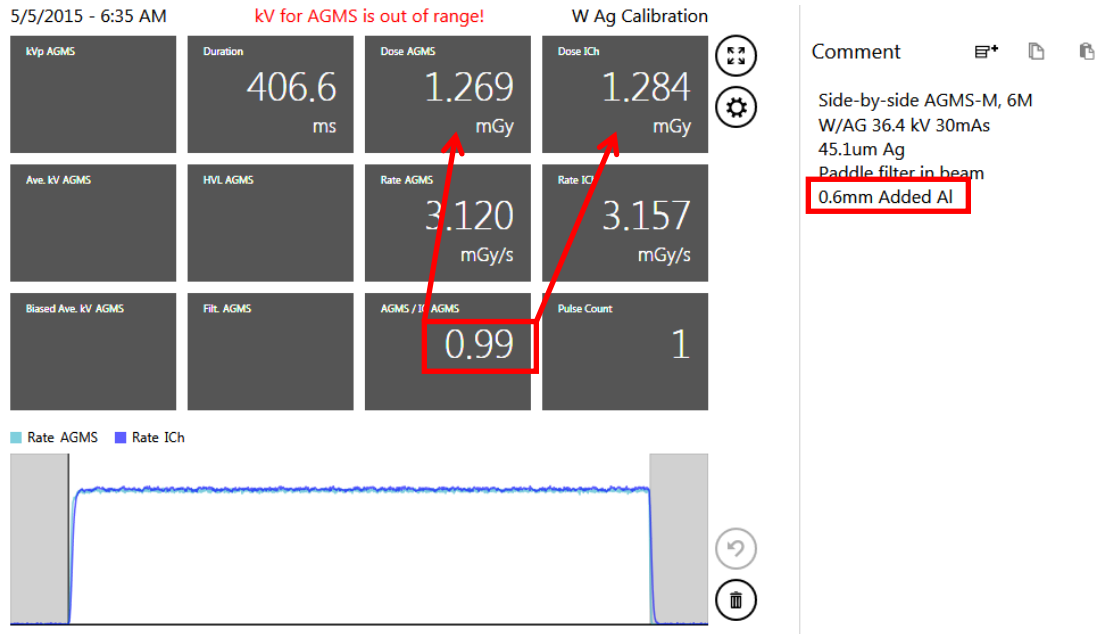 5/5/2015 - 6:35 AM
kV for AGMS is out of range!
W Ag Calibration
kVp AGMS
Duration
406.6
ms
Dose AGMS
1.269
mGy
Dose ICh
1.284
mGy
Ave. kV AGMS
HVL AGMS
Rate AGMS
3.120
mGy/s
Rate
3.157
mGy/s
Biased Ave. kV AGMS
Filt. AGMS
AGMS / AGMS
0.99
Pulse Count
1
Rate AGMS
Rate ICh
Comment
Side-by-side AGMS-M, 6M
W/AG 36.4 kV 30mAs
45.1um Ag
Paddle filter in beam
0.6mm Added Al